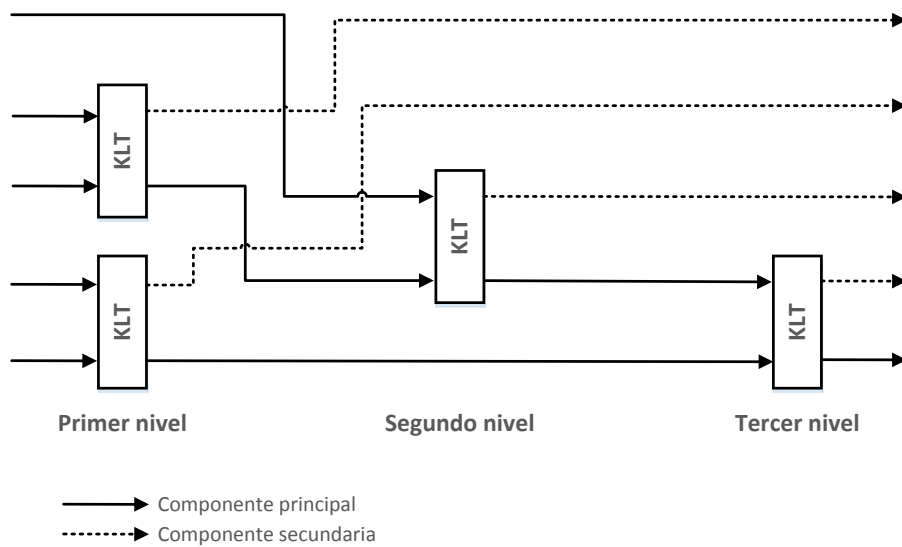 KLT
KLT
KLT
KLT
Primer nivel
Segundo nivel
Tercer nivel
Componente principal
Componente secundaria